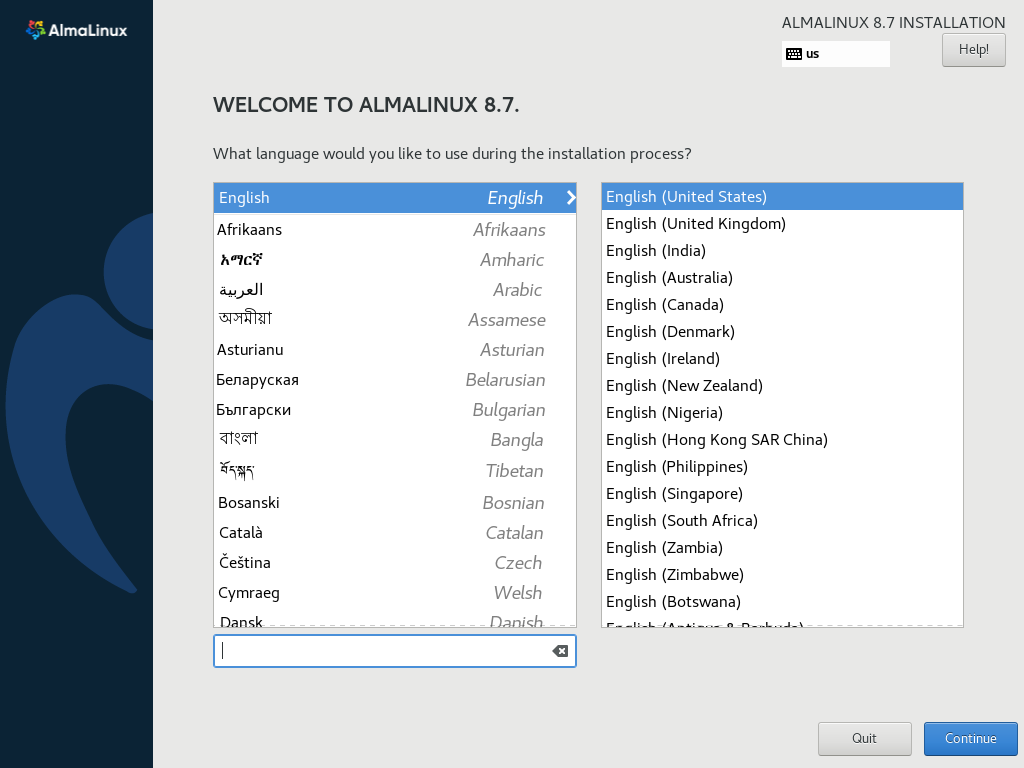 AlmaLinux
ALMALINUX 8.7 INSTALLATION
us
Help!
WELCOME TO ALMALINUX 8.7.
What language would you like to use during the installation process?
English English
Afrikaans Afrikaans
አማርኛ Amharic
العربية Arabic
অসমীয়া Assamese
Asturianu Asturian
Беларуская Belarusian
Български Bulgarian
বাংলা Bangla
བོད་སྐད་ Tibetan
Bosanski Bosnian
Català Catalan
Čeština Czech
Cymraeg Welsh
Dansk Danish
English (United States)
English (United Kingdom)
English (India)
English (Australia)
English (Canada)
English (Denmark)
English (Ireland)
English (New Zealand)
English (Nigeria)
English (Hong Kong SAR China)
English (Philippines)
English (Singapore)
English (South Africa)
English (Zambia)
English (Zimbabwe)
English (Botswana)
English (Antigua & Barbuda)
Quit
Continue